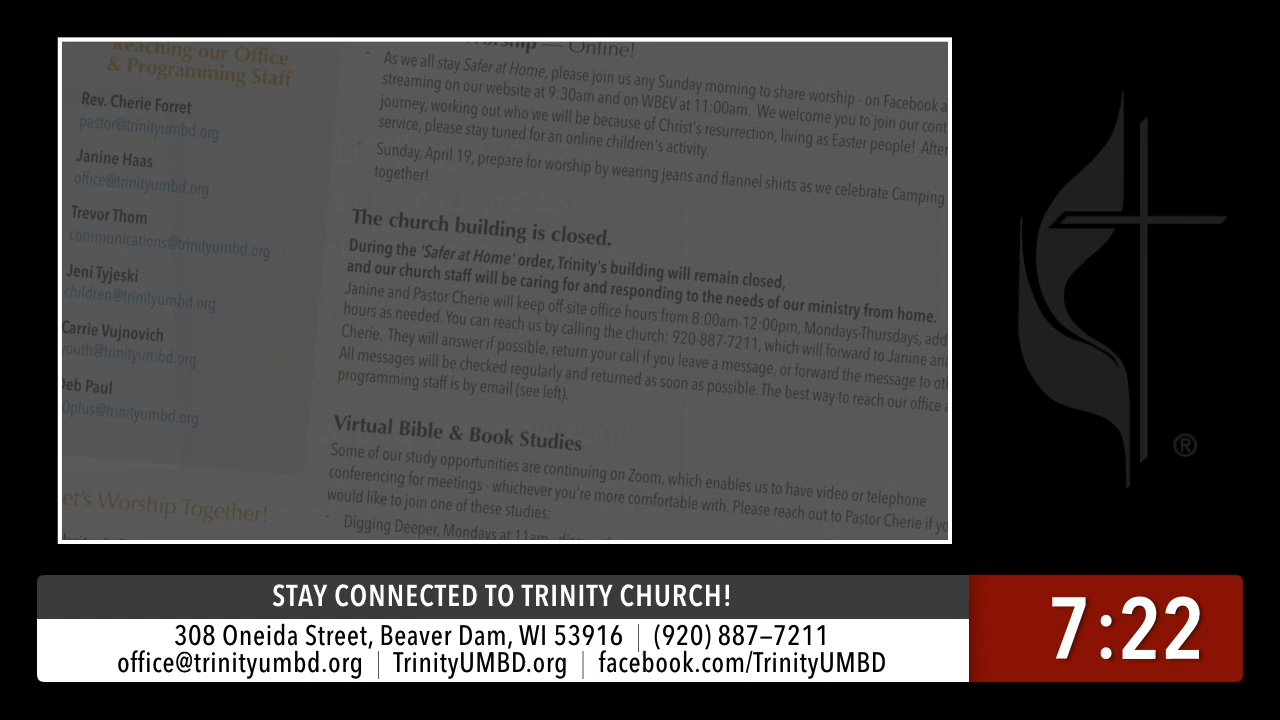 Reaching our Office
& Programming Staff
Rev. Cherie Forret
pastor@trinityumbd.org
Janine Haas
office@trinityumbd.org
Trevor Thom
communications@trinityumbd.org
Jeni Tyjeski
children@trinityumbd.org
Carrie Vujnovich
youth@trinityumbd.org
Deb Paul
0plus@trinityumbd.org
et's Worship Together!
— Online!
- As we all stay Safer at Home, please join us any Sunday morning to share worship - on Facebook a
streaming on our website at 9:30am and on WBEV at 11:00am. We welcome you to join our cont
journey, working out who we will be because of Christ's resurrection, living as Easter people! After
service, please stay tuned for an online children's activity.
- Sunday, April 19, prepare for worship by wearing jeans and flannel shirts as we celebrate Camping
together!
The church building is closed.
During the 'Safer at Home' order, Trinity's building will remain closed,
and our church staff will be caring for and responding to the needs of our ministry from home.
Janine and Pastor Cherie will keep off-site office hours from 8:00am-12:00pm, Mondays-Thursdays, add
hours as needed. You can reach us by calling the church: 920-887-7211, which will forward to Janine and
Cherie. They will answer if possible, return your call if you leave a message, or forward the message to ot
All messages will be checked regularly and returned as soon as possible. The best way to reach our office a
programming staff is by email (see left).
Virtual Bible & Book Studies
Some of our study opportunities are continuing on Zoom, which enables us to have video or telephone
conferencing for meetings - whichever you're more comfortable with. Please reach out to Pastor Cherie if yo
would like to join one of these studies:
- Digging Deeper, Mondays at 11am
®
STAY CONNECTED TO TRINITY CHURCH!
308 Oneida Street, Beaver Dam, WI 53916 | (920) 887–7211
office@trinityumbd.org | TrinityUMBD.org | facebook.com/TrinityUMBD
7:22